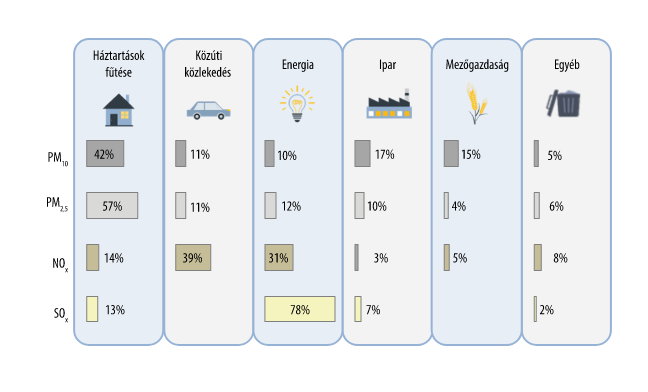 Háztartások
fűtése
Közúti
közlekedés
Energia
Ipar
Mezőgazdaság
Egyéb
PM10 42% 11% 10% 17% 15% 5%
PM2,5 57% 11% 12% 10% 4% 6%
NOx 14% 39% 31% 3% 5% 8%
SOx 13% 78% 7% 2%